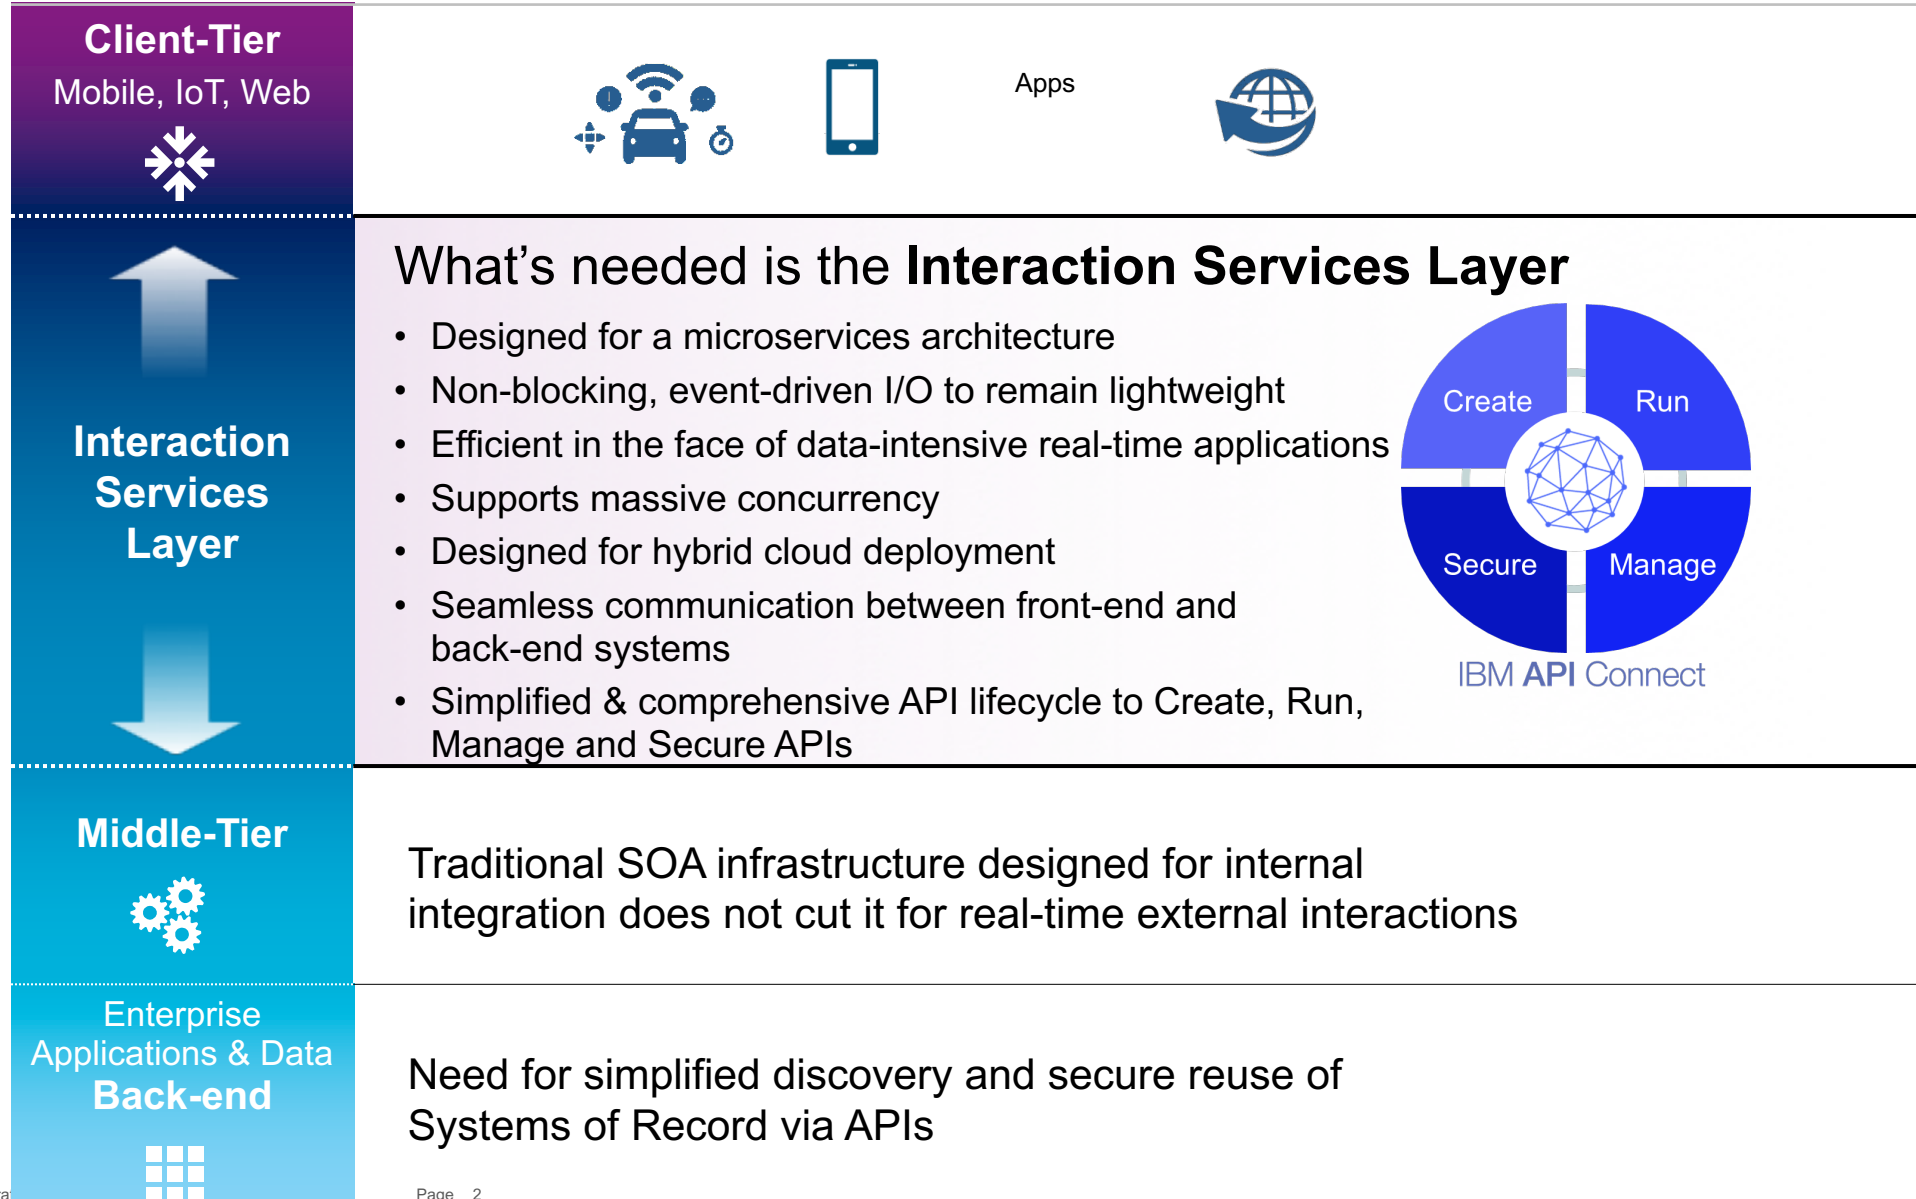 Client-Tier
Mobile, IoT, Web
Apps
What's needed is the Interaction Services Layer
• Designed for a microservices architecture
• Non-blocking, event-driven I/O to remain lightweight
• Efficient in the face of data-intensive real-time applications
• Supports massive concurrency
• Designed for hybrid cloud deployment
• Seamless communication between front-end and
back-end systems
• Simplified & comprehensive API lifecycle to Create, Run,
Manage and Secure APIs
Interaction
Services
Layer
Create
Run
Secure
Manage
IBM API Connect
Middle-Tier
Traditional SOA infrastructure designed for internal
integration does not cut it for real-time external interactions
Enterprise
Applications & Data
Back-end
Need for simplified discovery and secure reuse of
Systems of Record via APIs
Page 2